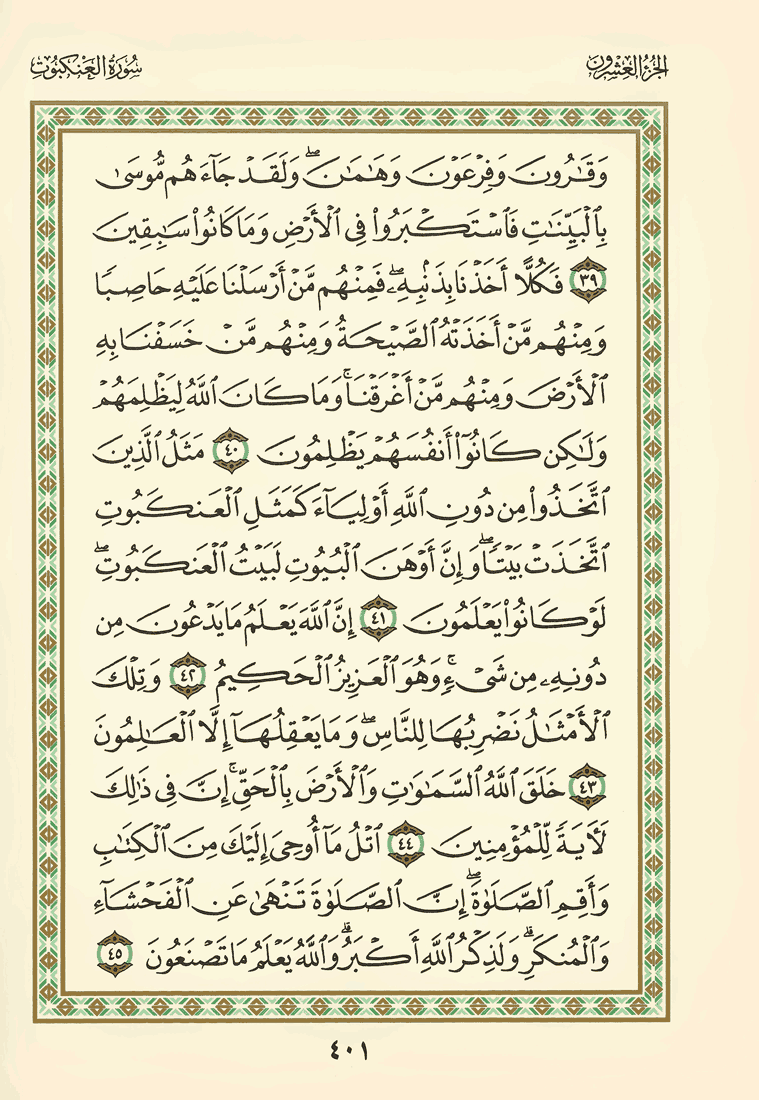 الجزء العشرون
سورة العنكبوت
وَقَٰرُونَ وَفِرْعَوْنَ وَهَٰمَٰنَ ۖ وَلَقَدْ جَآءَهُم مُّوسَىٰ
بِٱلْبَيِّنَٰتِ فَٱسْتَكْبَرُوا۟ فِى ٱلْأَرْضِ وَمَا كَانُوا۟ سَٰبِقِينَ
٣٩ فَكُلًّا أَخَذْنَا بِذَنۢبِهِۦ ۖ فَمِنْهُم مَّنْ أَرْسَلْنَا عَلَيْهِ حَاصِبًا
وَمِنْهُم مَّنْ أَخَذَتْهُ ٱلصَّيْحَةُ وَمِنْهُم مَّنْ خَسَفْنَا بِهِ
ٱلْأَرْضَ وَمِنْهُم مَّنْ أَغْرَقْنَا ۚ وَمَا كَانَ ٱللَّهُ لِيَظْلِمَهُمْ
وَلَٰكِن كَانُوٓا۟ أَنفُسَهُمْ يَظْلِمُونَ ٤٠ مَثَلُ ٱلَّذِينَ
ٱتَّخَذُوا۟ مِن دُونِ ٱللَّهِ أَوْلِيَآءَ كَمَثَلِ ٱلْعَنكَبُوتِ
ٱتَّخَذَتْ بَيْتًا ۖ وَإِنَّ أَوْهَنَ ٱلْبُيُوتِ لَبَيْتُ ٱلْعَنكَبُوتِ ۖ
لَوْ كَانُوا۟ يَعْلَمُونَ ٤١ إِنَّ ٱللَّهَ يَعْلَمُ مَا يَدْعُونَ مِن
دُونِهِۦ مِن شَىْءٍ ۚ وَهُوَ ٱلْعَزِيزُ ٱلْحَكِيمُ ٤٢ وَتِلْكَ
ٱلْأَمْثَٰلُ نَضْرِبُهَا لِلنَّاسِ ۖ وَمَا يَعْقِلُهَآ إِلَّا ٱلْعَٰلِمُونَ
٤٣ خَلَقَ ٱللَّهُ ٱلسَّمَٰوَٰتِ وَٱلْأَرْضَ بِٱلْحَقِّ ۚ إِنَّ فِى ذَٰلِكَ
لَءَايَةً لِّلْمُؤْمِنِينَ ٤٤ ٱتْلُ مَآ أُوحِىَ إِلَيْكَ مِنَ ٱلْكِتَٰبِ
وَأَقِمِ ٱلصَّلَوٰةَ ۖ إِنَّ ٱلصَّلَوٰةَ تَنْهَىٰ عَنِ ٱلْفَحْشَآءِ
وَٱلْمُنكَرِ ۗ وَلَذِكْرُ ٱللَّهِ أَكْبَرُ ۗ وَٱللَّهُ يَعْلَمُ مَا تَصْنَعُونَ ٤٥
٤٠١